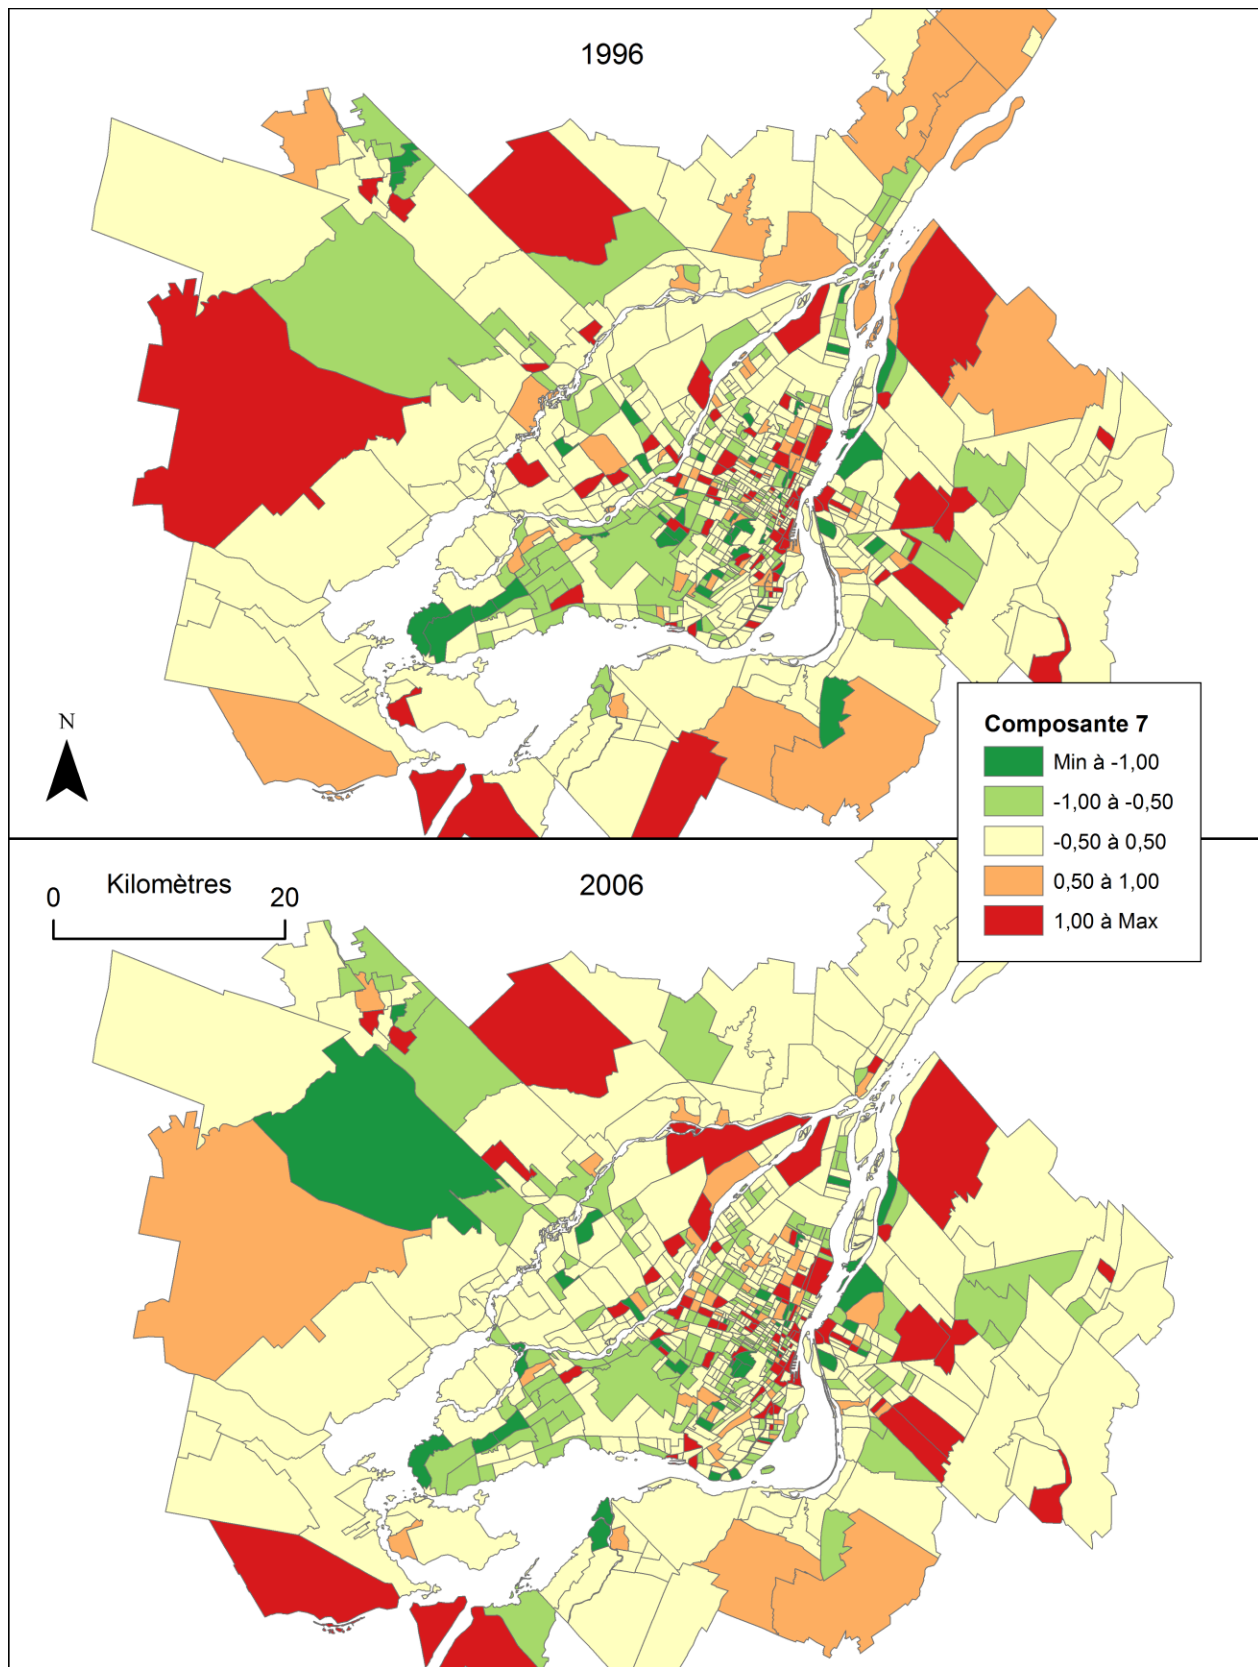 1996
N
Composante 7
Min à -1,00
-1,00 à -0,50
-0,50 à 0,50
0,50 à 1,00
1,00 à Max
0 Kilomètres 20
2006